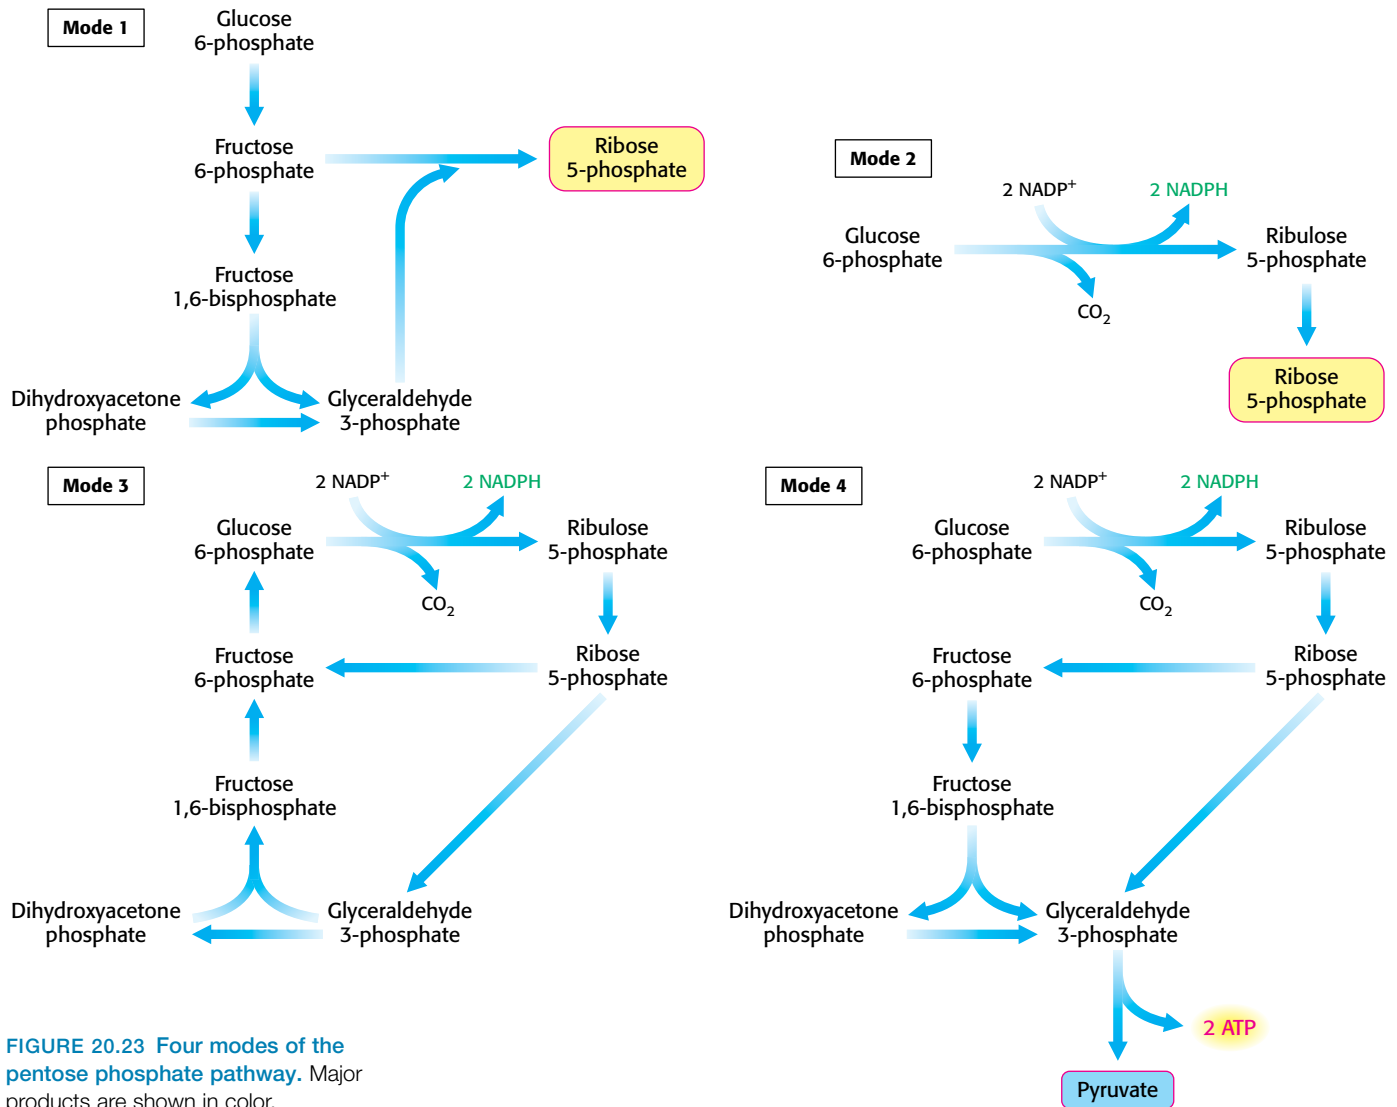 Mode 1
Glucose
6-phosphate
Fructose
6-phosphate
Ribose
5-phosphate
Fructose
1,6-bisphosphate
Dihydroxyacetone
phosphate
Glyceraldehyde
3-phosphate
Mode 2
2 NADP⁺
2 NADPH
Glucose
6-phosphate
Ribulose
5-phosphate
CO₂
Ribose
5-phosphate
Mode 3
2 NADP⁺
2 NADPH
Glucose
6-phosphate
Ribulose
5-phosphate
CO₂
Fructose
6-phosphate
Ribose
5-phosphate
Fructose
1,6-bisphosphate
Dihydroxyacetone
phosphate
Glyceraldehyde
3-phosphate
Mode 4
2 NADP⁺
2 NADPH
Glucose
6-phosphate
Ribulose
5-phosphate
CO₂
Fructose
6-phosphate
Ribose
5-phosphate
Fructose
1,6-bisphosphate
Dihydroxyacetone
phosphate
Glyceraldehyde
3-phosphate
2 ATP
Pyruvate
FIGURE 20.23 Four modes of the
pentose phosphate pathway. Major
products are shown in color.